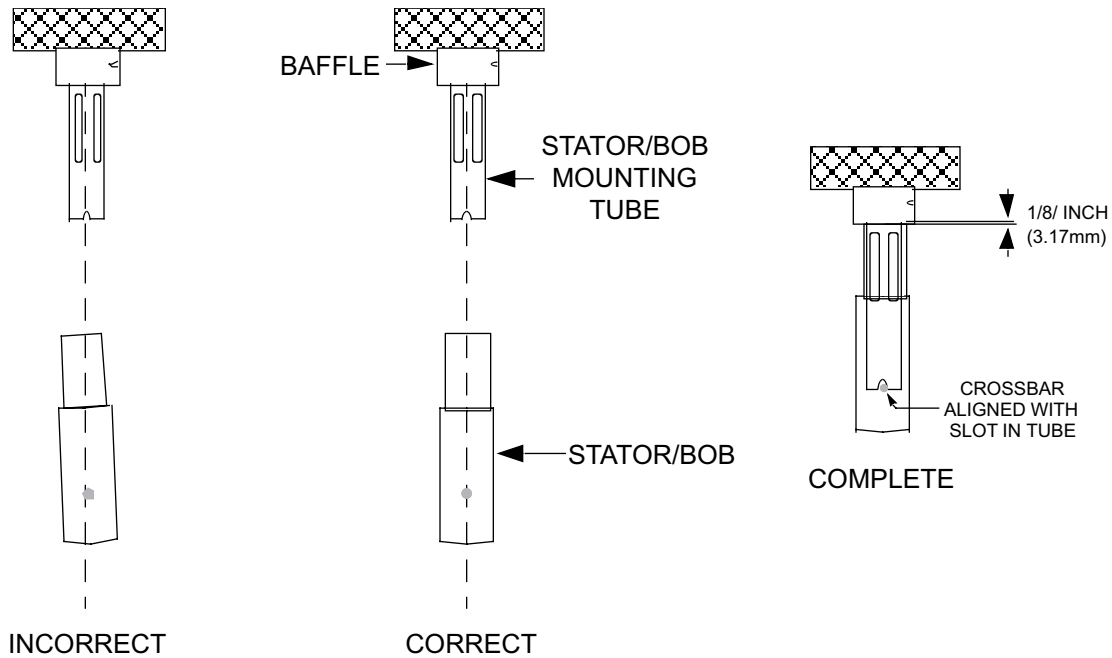 BAFFLE
STATOR/BOB
MOUNTING
TUBE
1/8/ INCH
(3.17mm)
CROSSBAR
ALIGNED WITH
SLOT IN TUBE
STATOR/BOB
COMPLETE
INCORRECT
CORRECT